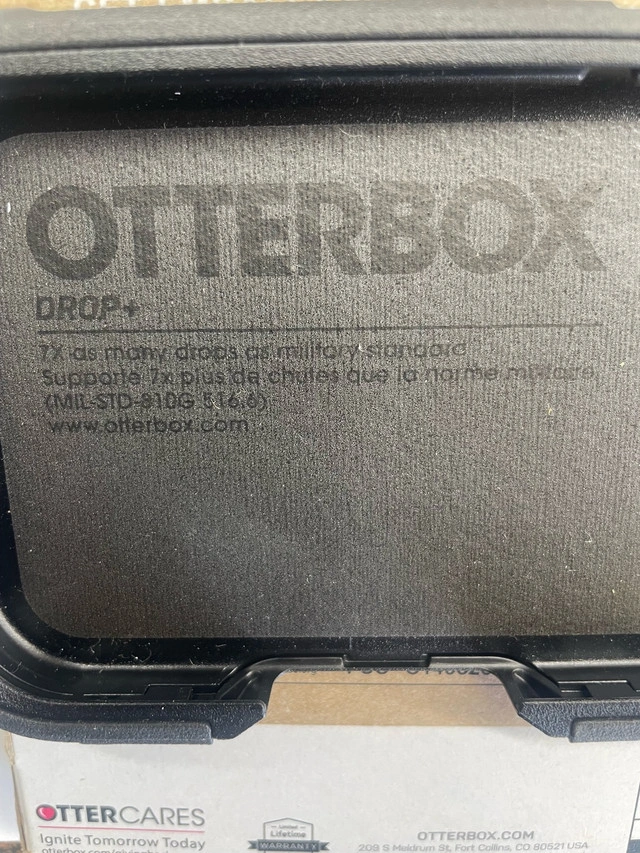 OTTERBOX
DROP+
7X as many drops as military standard
Supporte 7x plus de chutes que la norme militaire
(MIL-STD-810G 516.6)
www.otterbox.com
OTTERCARES
Ignite Tomorrow Today
Limited
Lifetime
WARRANTY
OTTERBOX.COM
209 S Meldrum St, Fort Collins, CO 80521 USA